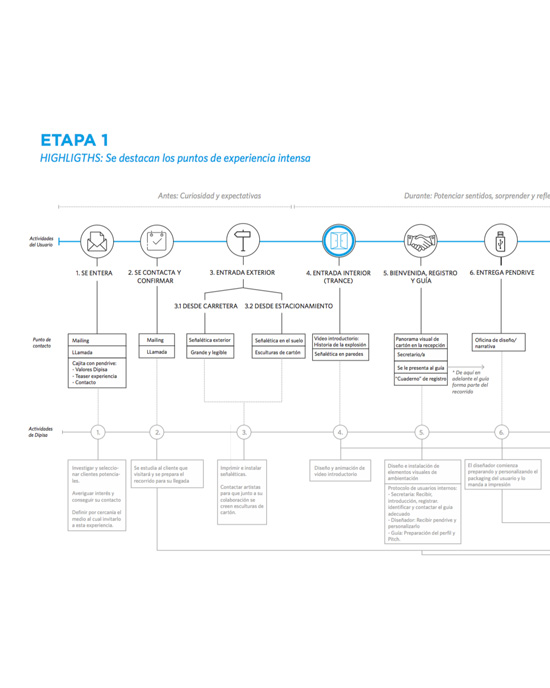 ETAPA 1
HIGHLIGTHS: Se destacan los puntos de experiencia intensa
Antes: Curiosidad y expectativas
Durante: Potenciar sentidos, sorprender y refle
Actividades
del Usuario
1. SE ENTERA
2. SE CONTACTA Y
CONFIRMAR
3. ENTRADA EXTERIOR
4. ENTRADA INTERIOR
(TRANCE)
5. BIENVENIDA, REGISTRO
Y GUÍA
6. ENTREGA PENDRIVE
3.1 DESDE CARRETERA
3.2 DESDE ESTACIONAMIENTO
Punto de
contacto
Mailing
LLamada
Cajita con pendrive:
- Valores Dipisa
- Teaser experiencia
- Contacto
Mailing
LLamada
Señalética exterior
Grande y legible
Señalética en el suelo
Esculturas de cartón
Video introductorio:
Historia de la explosión
Señalética en paredes
Panorama visual de
cartón en la recepción
Secretario/a
Se le presenta al guía
"Cuaderno" de registro
* De aquí en
adelante el guía
forma parte del
recorrido
Oficina de diseño/
narrativa
Actividades
de Dipisa
1.
2.
3.
4.
5.
6.
Investigar y seleccio-
nar clientes potencia-
les.
Averiguar interés y
conseguir su contacto
Definir por cercanía el
medio al cual invitarlo
a esta experiencia.
Se estudia al cliente que
visitará y se prepara el
recorrido para su llegada
Imprimir e instalar
señaléticas.
Contactar artistas
para que junto a su
colaboración se
creen esculturas de
cartón.
Diseño y animación de
video introductorio
Diseño e instalación de
elementos visuales de
ambientación
Protocolo de usuarios internos:
- Secretaria: Recibir,
introducción, registrar,
identificar y contactar el guía
adecuado
- Diseñador: Recibir pendrive y
personalizarlo
- Guía: Preparación del perfil y
Pitch.
El diseñador comienza
preparando y personalizando el
packaging del usuario y lo
manda a impresión